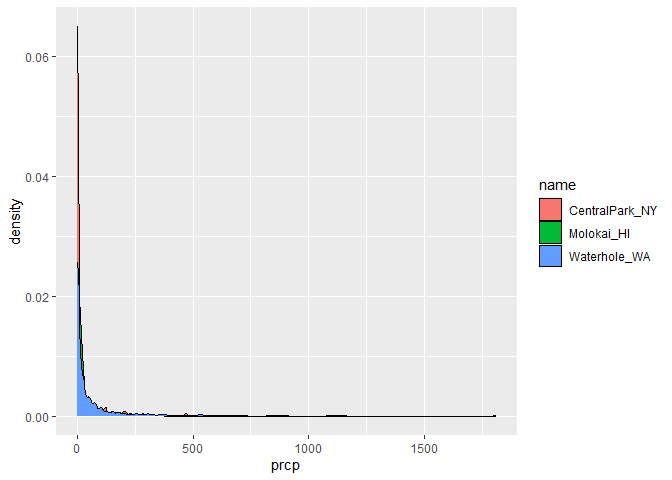 0.06
0.04
0.02
0.00
density
0
500
1000
1500
prcp
name
CentralPark_NY
Molokai_HI
Waterhole_WA